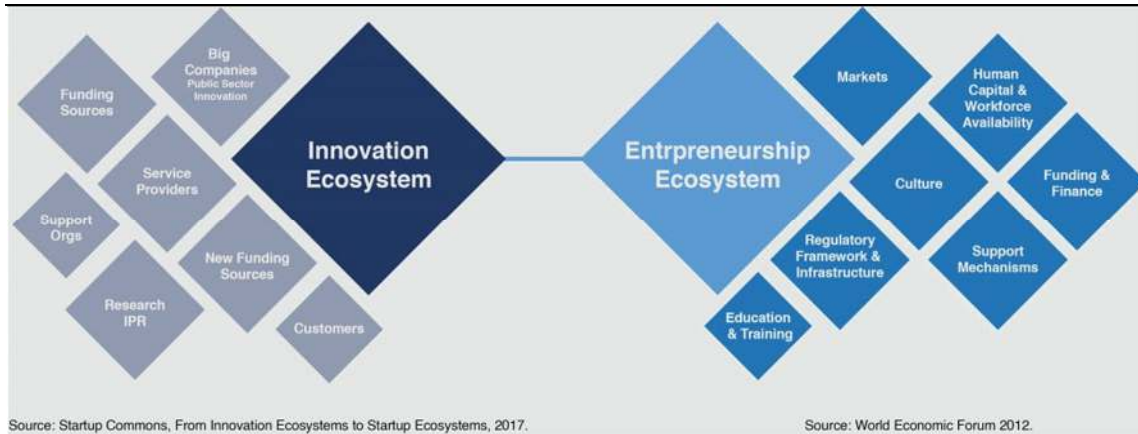 Big
Companies
Public Sector
Innovation
Funding
Sources
Service
Providers
Support
Orgs
New Funding
Sources
Research
IPR
Customers
Innovation
Ecosystem
Entrpreneurship
Ecosystem
Markets
Human
Capital &
Workforce
Availability
Culture
Funding &
Finance
Regulatory
Framework &
Infrastructure
Support
Mechanisms
Education
& Training
Source: Startup Commons, From Innovation Ecosystems to Startup Ecosystems, 2017.
Source: World Economic Forum 2012.